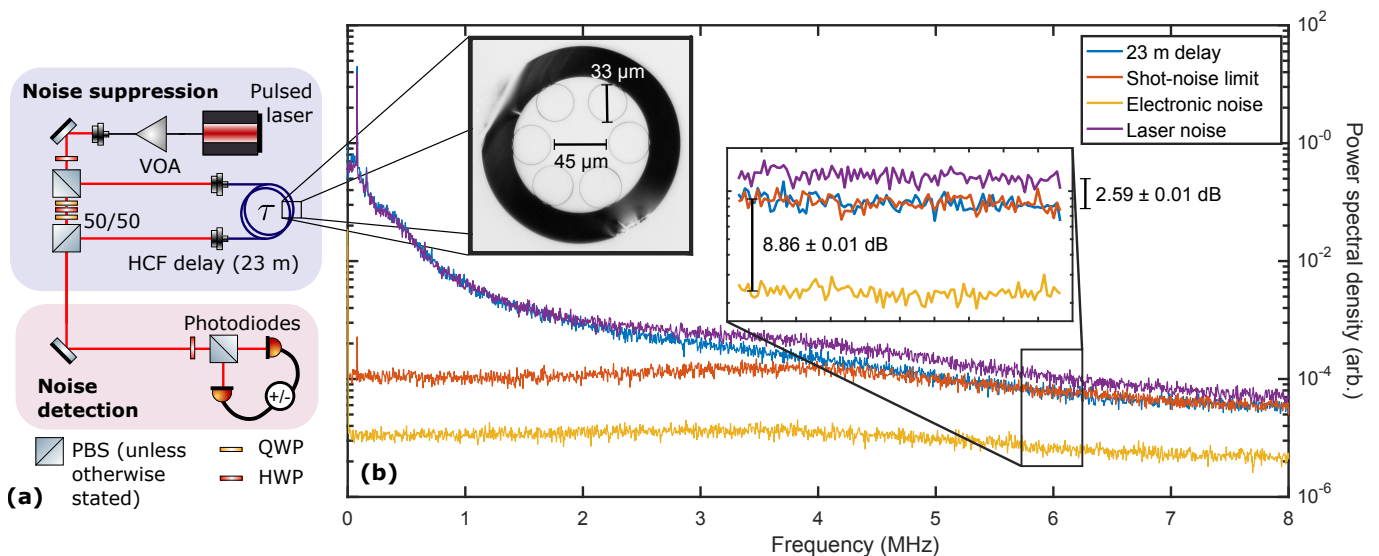 Noise suppression
Pulsed
laser
VOA
50/50
τ
HCF delay (23 m)
Photodiodes
+/-
Noise
detection
PBS (unless
otherwise
stated)
QWP
HWP
(a)
33 µm
45 µm
23 m delay
Shot-noise limit
Electronic noise
Laser noise
2.59 ± 0.01 dB
8.86 ± 0.01 dB
10^2
10^-0
10^-2
10^-4
10^-6
Power spectral density (arb.)
(b)
0 1 2 3 4 5 6 7 8
Frequency (MHz)